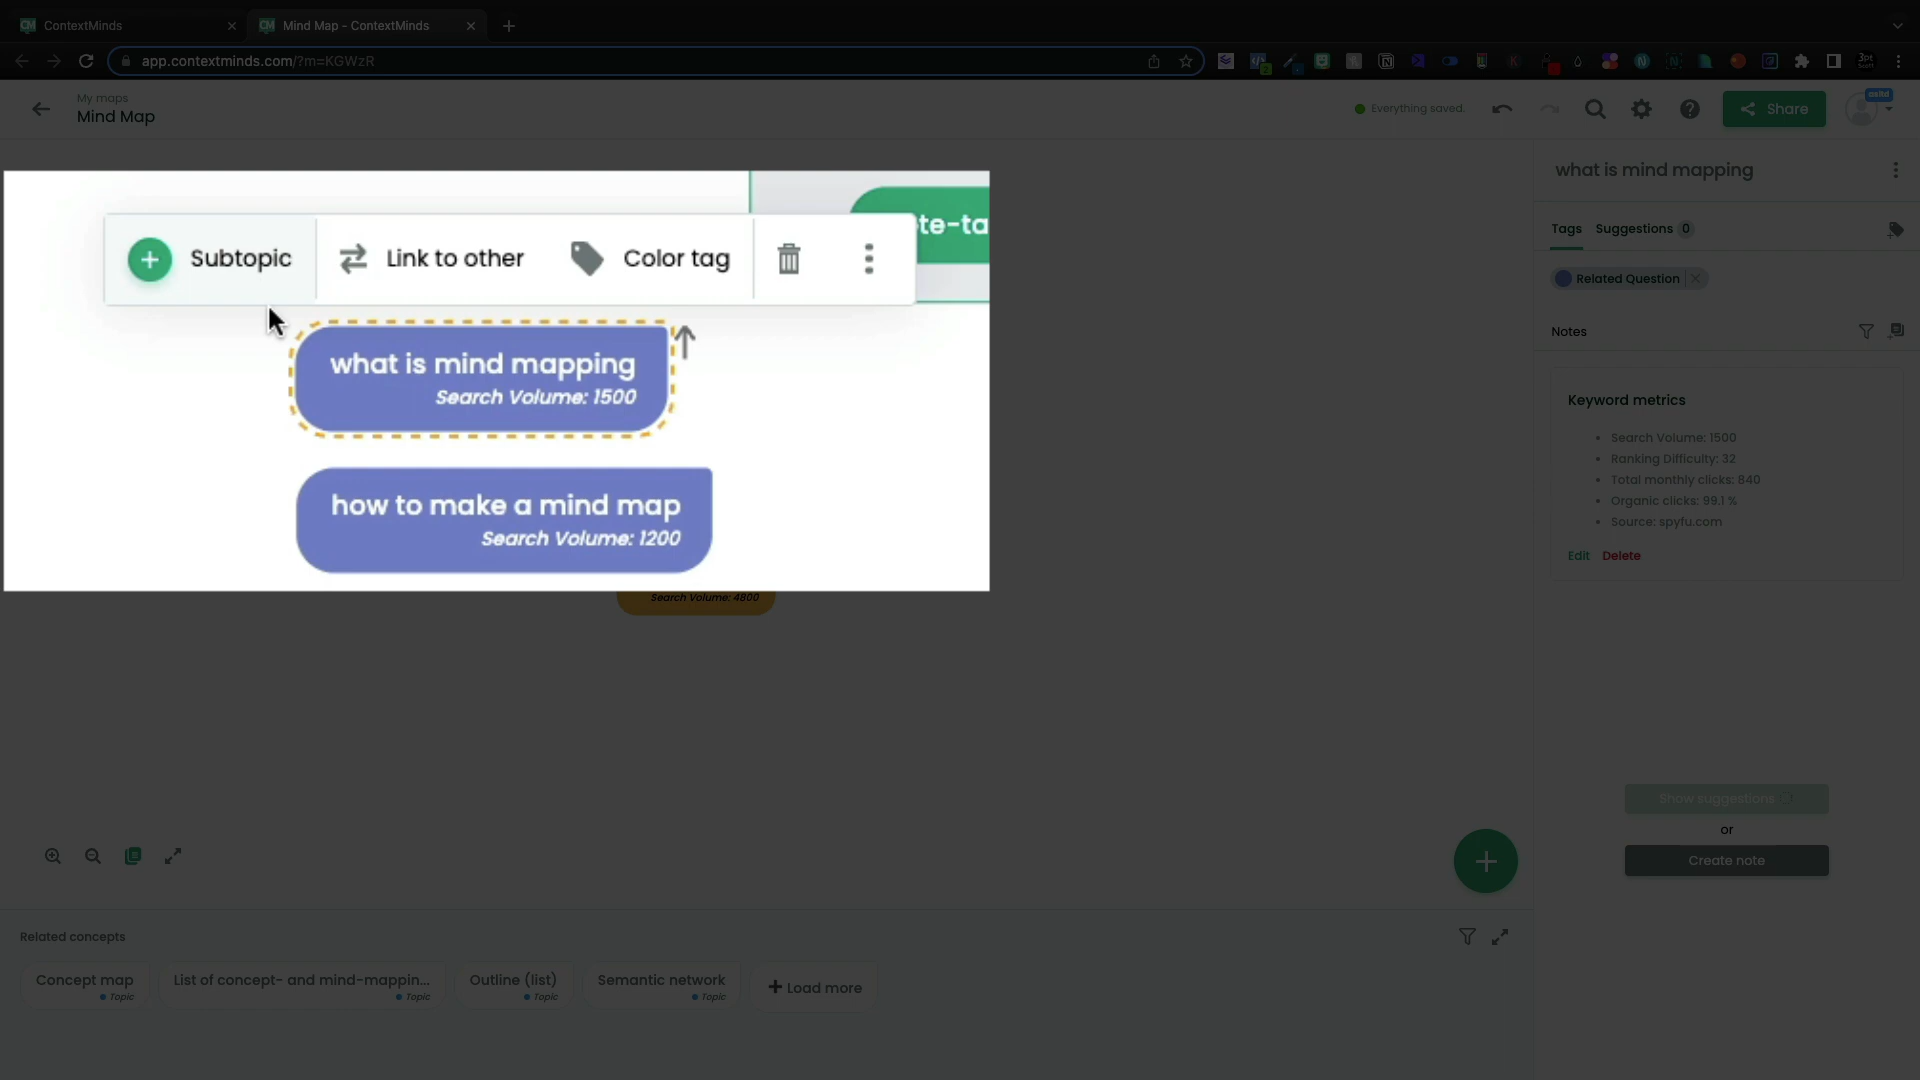 ContextMinds
Mind Map - ContextMinds
app.contextminds.com/?m=KGWzR
My maps
Mind Map
Everything saved.
Share
what is mind mapping
Tags
Suggestions 0
Related Question
Notes
Keyword metrics
Search Volume: 1500
Ranking Difficulty: 32
Total monthly clicks: 840
Organic clicks: 99.1 %
Source: spyfu.com
Edit
Delete
Subtopic
Link to other
Color tag
te-ta
what is mind mapping
Search Volume: 1500
how to make a mind map
Search Volume: 1200
Search Volume: 4800
Show suggestions
or
Create note
Related concepts
Concept map
Topic
List of concept- and mind-mappin...
Topic
Outline (list)
Topic
Semantic network
Topic
Load more